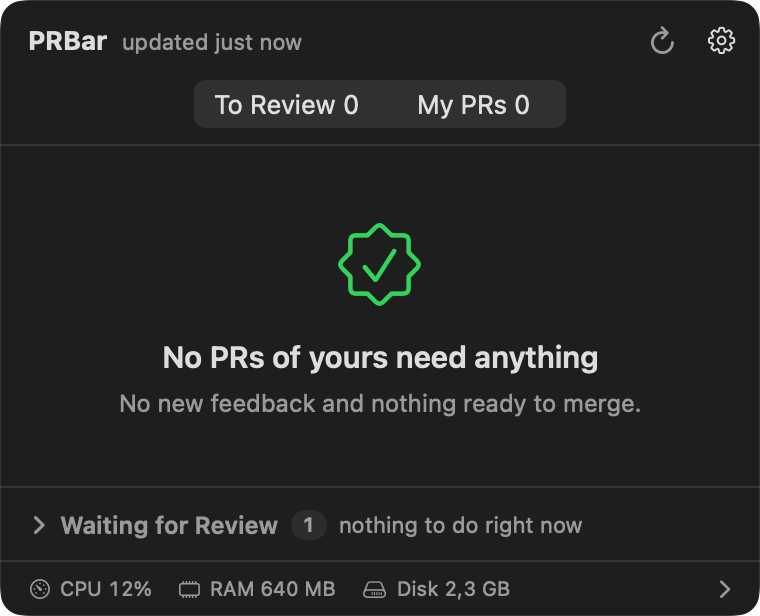 PRBar updated just now
To Review 0 My PRs 0
No PRs of yours need anything
No new feedback and nothing ready to merge.
Waiting for Review 1 nothing to do right now
CPU 12% RAM 640 MB Disk 2,3 GB